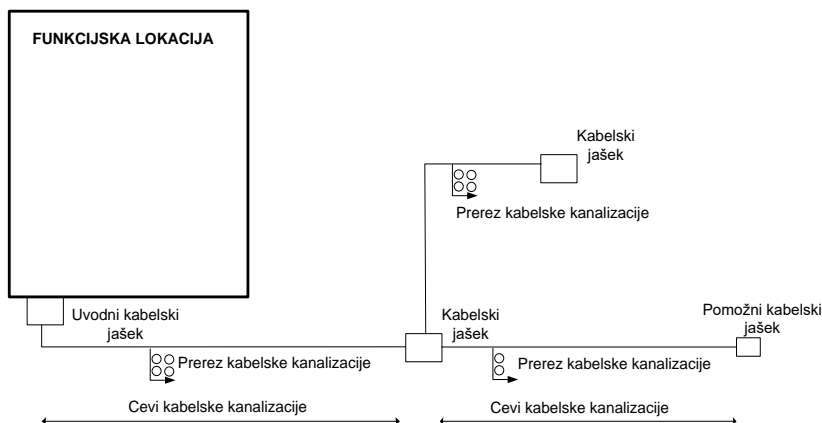 FUNKCIJSKA LOKACIJA
Kabelski
jašek
Prerez kabelske kanalizacije
Uvodni kabelski
jašek
Kabelski
jašek
Pomožni kabelski
jašek
Prerez kabelske kanalizacije
Prerez kabelske kanalizacije
Cevi kabelske kanalizacije
Cevi kabelske kanalizacije